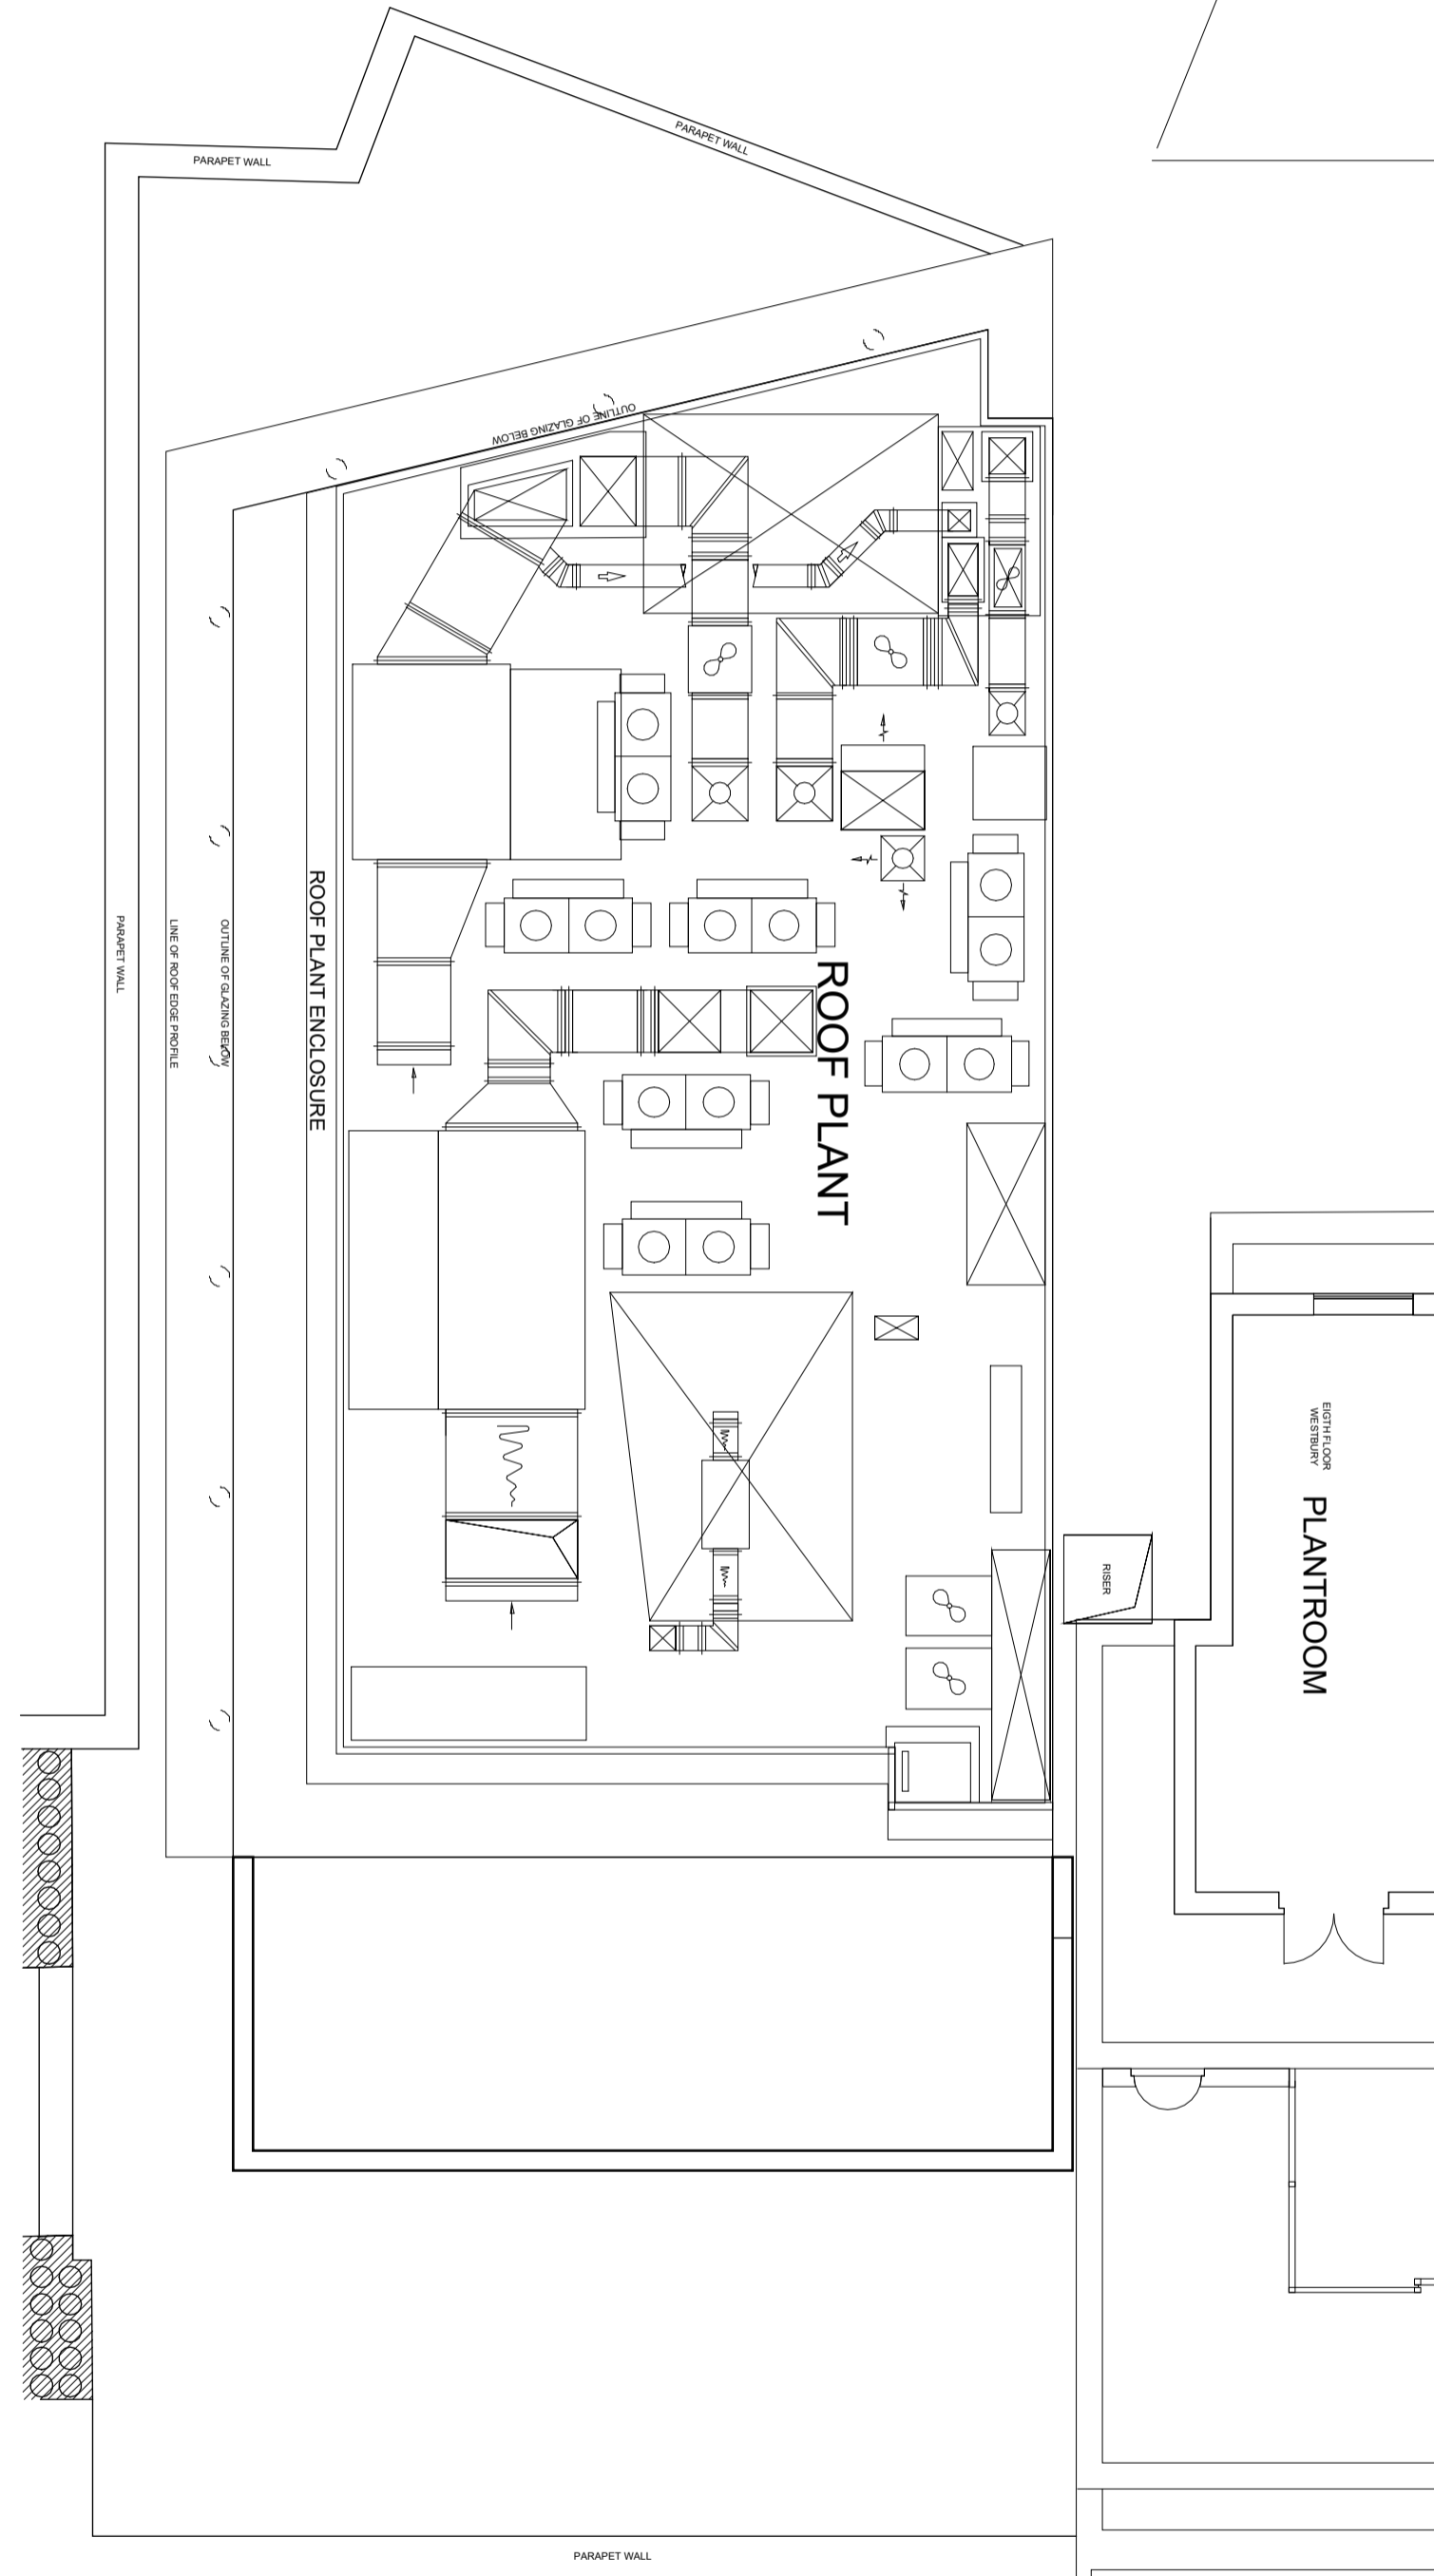 PARAPET WALL
PARAPET WALL
OUTLINE OF GLAZING BELOW
ROOF PLANT ENCLOSURE
OUTLINE OF GLAZING BELOW
LINE OF ROOF EDGE PROFILE
PARAPET WALL
ROOF PLANT
EIGTH FLOOR
WESTBURY
PLANTROOM
RISER
PARAPET WALL